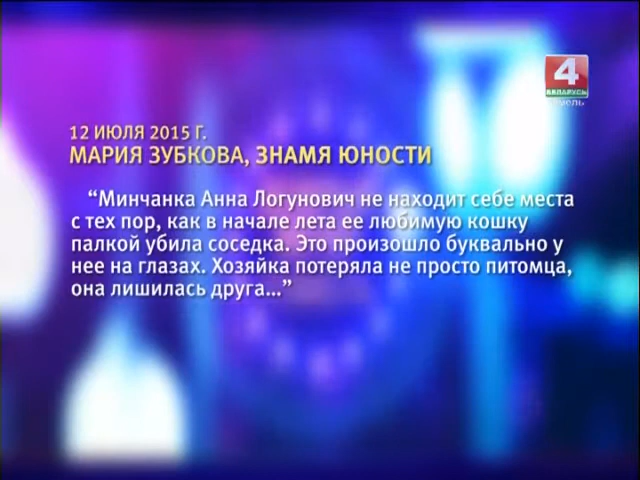 4
БЕЛАРУСЬ
12 ИЮЛЯ 2015 Г.
МАРИЯ ЗУБКОВА, ЗНАМЯ ЮНОСТИ
“Минчанка Анна Логунович не находит себе места
с тех пор, как в начале лета ее любимую кошку
палкой убила соседка. Это произошло буквально у
нее на глазах. Хозяйка потеряла не просто питомца,
она лишилась друга...”